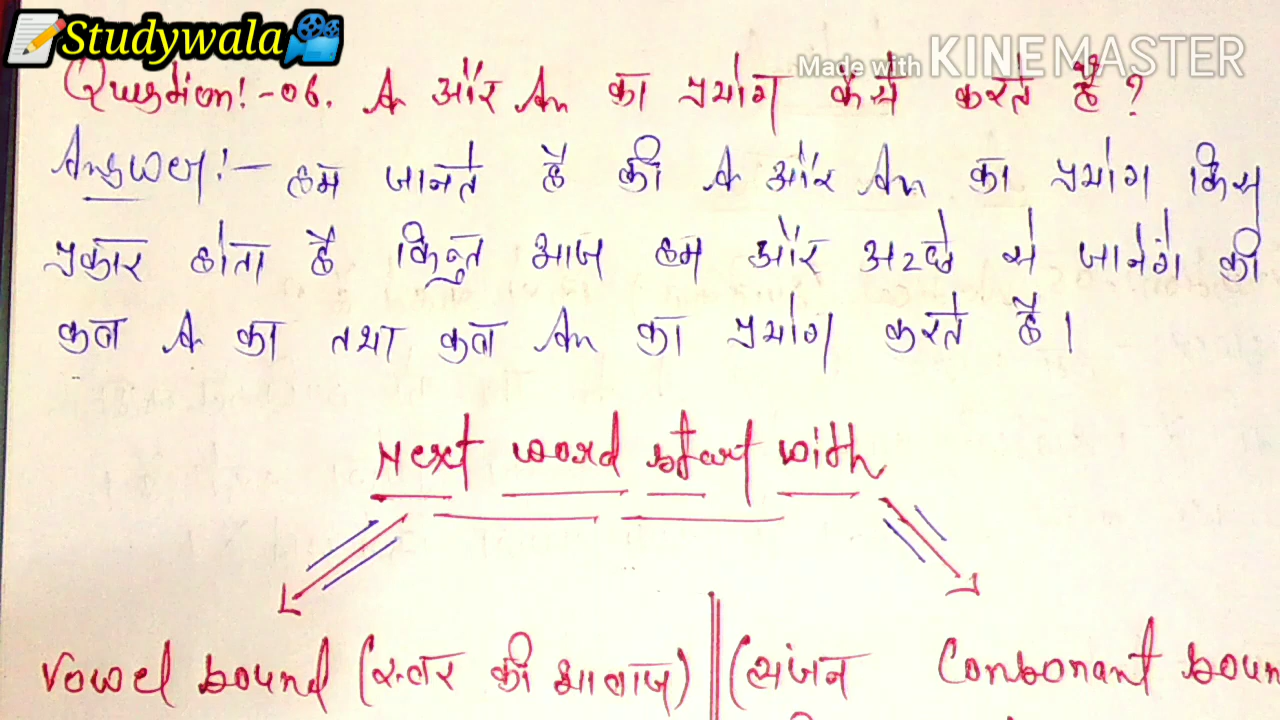 Studywala
Made with KINEMASTER
Question:-06. A और An का प्रयोग कैसे करते है ?
Answer:- हम जानते है की A और An का प्रयोग किस
प्रकार होता है किन्तु आज हम और अच्छे से जानेगे की
कब A का तथा कब An का प्रयोग करते है ।
Next word start with
Vowel sound (स्वर की आवाज) || (व्यंजन Consonant soun